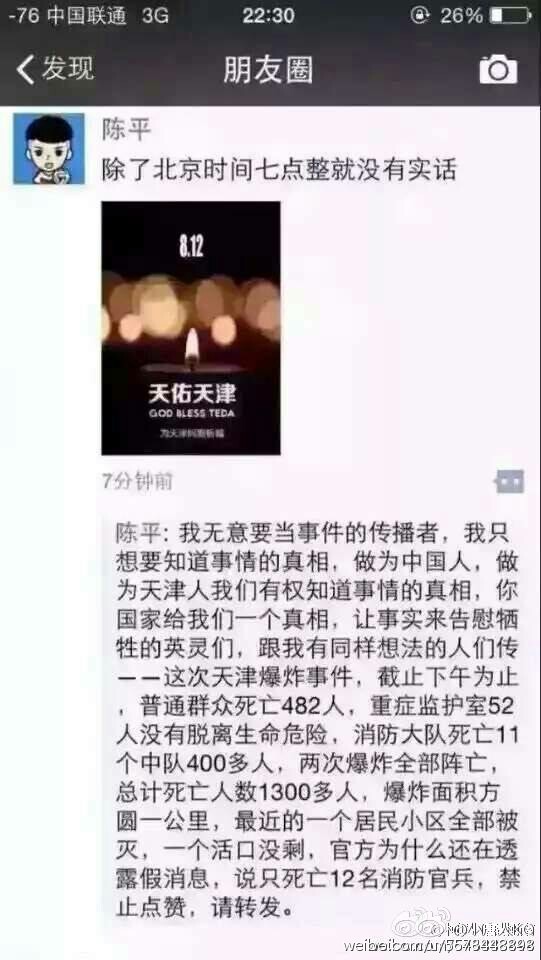 -76 中国联通 3G 22:30 26%
发现 朋友圈
陈平
除了北京时间七点整就没有实话
8.12
天佑天津
GOD BLESS TEDA
7分钟前
陈平: 我无意要当事件的传播者，我只
想要知道事情的真相，做为中国人，做
为天津人我们有权知道事情的真相，你
国家给我们一个真相，让事实来告慰牺
牲的英灵们，跟我有同样想法的人们传
——这次天津爆炸事件，截止下午为止
，普通群众死亡482人，重症监护室52
人没有脱离生命危险，消防大队死亡11
个中队400多人，两次爆炸全部阵亡，
总计死亡人数1300多人，爆炸面积方
圆一公里，最近的一个居民小区全部被
灭，一个活口没剩，官方为什么还在透
露假消息，说只死亡12名消防官兵，禁
止点赞，请转发。